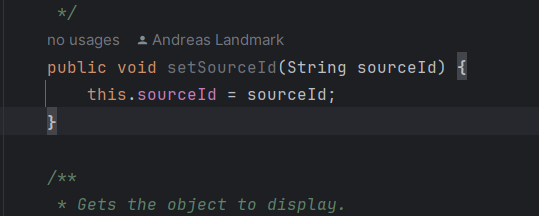 */
no usages Andreas Landmark
public void setSourceId(String sourceId) {
    this.sourceId = sourceId;
}
/**
* Gets the object to display.